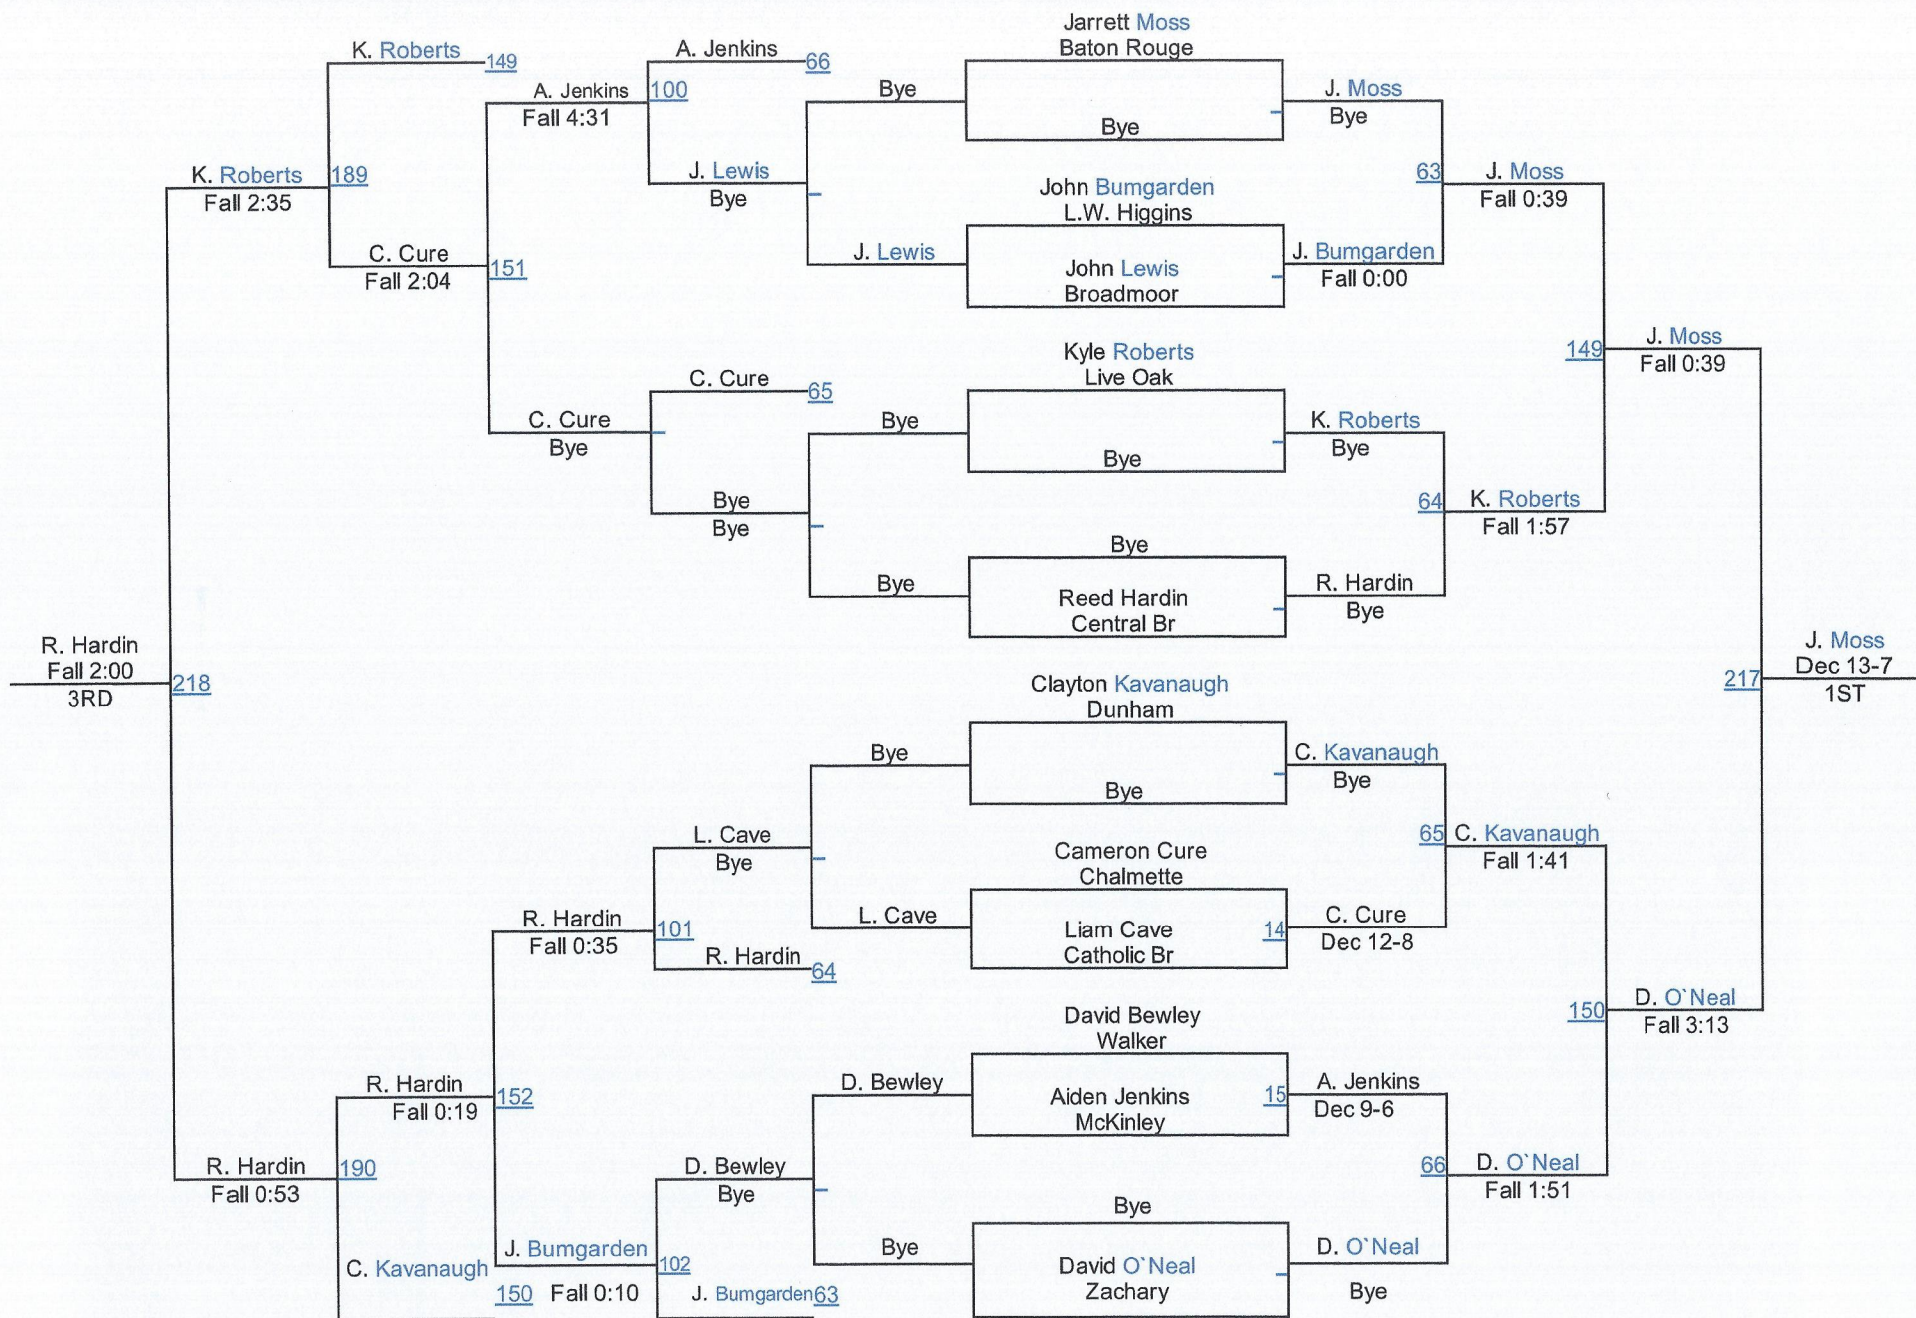 Jarrett Moss
Baton Rouge
K. Roberts
149
A. Jenkins
66
A. Jenkins
100
Fall 4:31
Bye
Bye
J. Moss
Bye
K. Roberts
189
Fall 2:35
J. Lewis
Bye
John Bumgarden
L.W. Higgins
63
J. Moss
Fall 0:39
C. Cure
151
Fall 2:04
J. Lewis
John Lewis
Broadmoor
J. Bumgarden
Fall 0:00
Kyle Roberts
Live Oak
149
J. Moss
Fall 0:39
C. Cure
65
C. Cure
Bye
Bye
Bye
K. Roberts
Bye
Bye
Bye
64
K. Roberts
Fall 1:57
Bye
Bye
Reed Hardin
Central Br
R. Hardin
Bye
R. Hardin
Fall 2:00
3RD
218
Clayton Kavanaugh
Dunham
217
J. Moss
Dec 13-7
1ST
Bye
Bye
C. Kavanaugh
Bye
L. Cave
Bye
Cameron Cure
Chalmette
65
C. Kavanaugh
Fall 1:41
R. Hardin
Fall 0:35
101
L. Cave
Liam Cave
Catholic Br
14
C. Cure
Dec 12-8
R. Hardin
64
David Bewley
Walker
150
D. O`Neal
Fall 3:13
R. Hardin
Fall 0:19
152
D. Bewley
Aiden Jenkins
McKinley
15
A. Jenkins
Dec 9-6
R. Hardin
Fall 0:53
190
D. Bewley
Bye
66
D. O`Neal
Fall 1:51
Bye
C. Kavanaugh
150
J. Bumgarden
Fall 0:10
102
J. Bumgarden
63
Bye
David O`Neal
Zachary
D. O`Neal
Bye